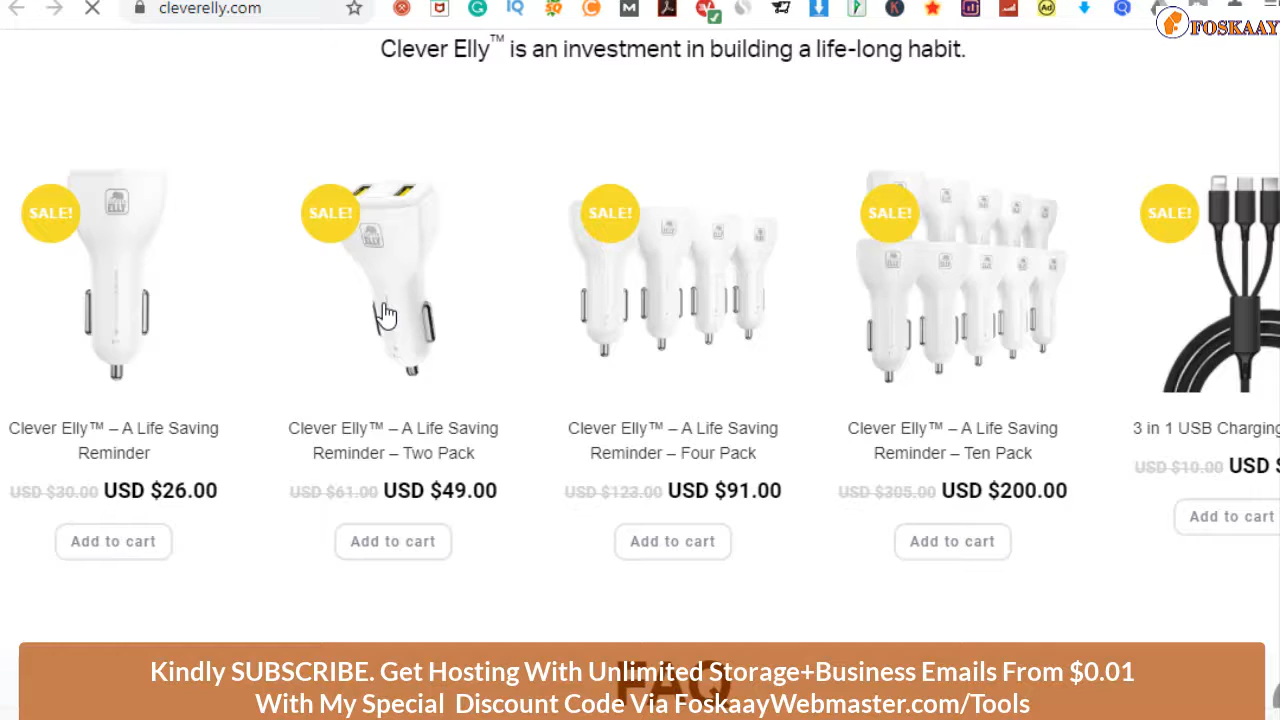 cleverelly.com
FOSKAAY
Clever Elly™ is an investment in building a life-long habit.
SALE!
SALE!
SALE!
SALE!
SALE!
ELLY
ELLY
Clever Elly™ – A Life Saving
Reminder
USD $30.00 USD $26.00
Add to cart
Clever Elly™ – A Life Saving
Reminder – Two Pack
USD $61.00 USD $49.00
Add to cart
Clever Elly™ – A Life Saving
Reminder – Four Pack
USD $123.00 USD $91.00
Add to cart
Clever Elly™ – A Life Saving
Reminder – Ten Pack
USD $305.00 USD $200.00
Add to cart
3 in 1 USB Charging
USD $10.00 USD $
Add to cart
FAQ
Kindly SUBSCRIBE. Get Hosting With Unlimited Storage+Business Emails From $0.01
With My Special Discount Code Via FoskaayWebmaster.com/Tools